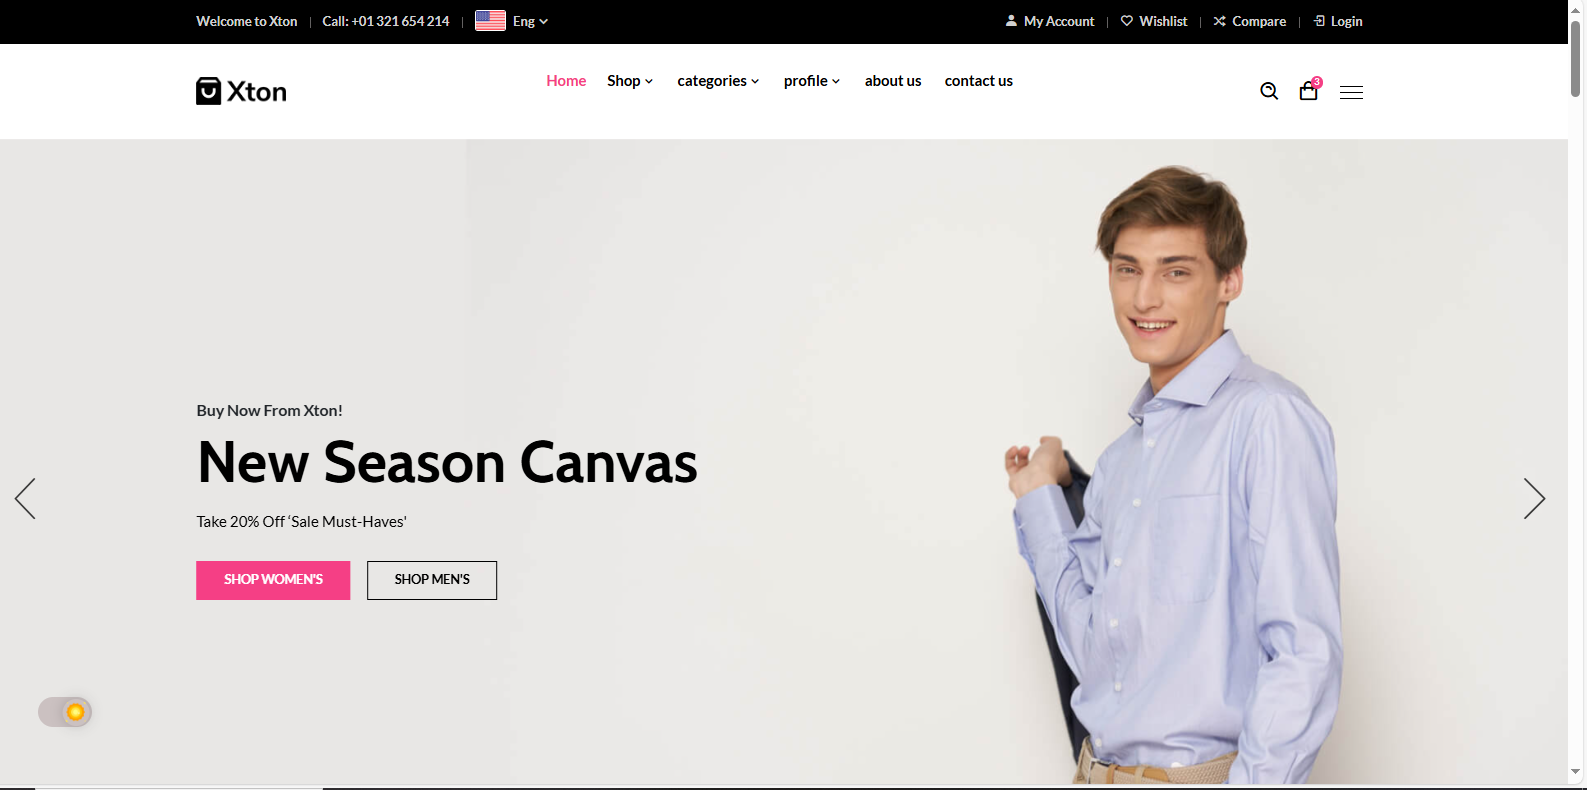 Welcome to Xton | Call: +01 321 654 214 | Eng
My Account | Wishlist | Compare | Login
Xton
Home Shop categories profile about us contact us
3
Buy Now From Xton!
New Season Canvas
Take 20% Off ‘Sale Must-Haves'
SHOP WOMEN'S SHOP MEN'S